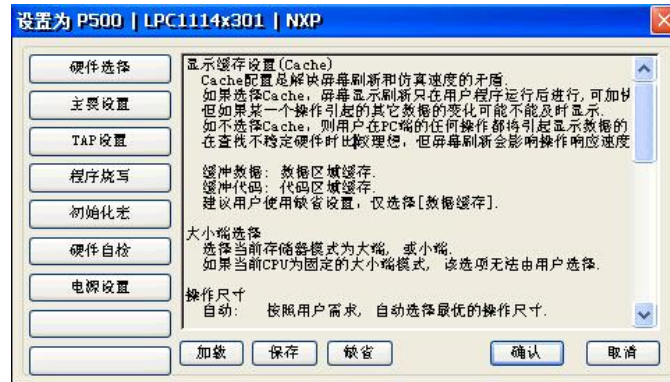 设置为 P500 | LPC1114x301 | NXP
硬件选择
主要设置
TAP设置
程序烧写
初始化宏
硬件自检
电源设置
显示缓存设置(Cache)
Cache配置是解决屏幕刷新和仿真速度的矛盾.
如果选择Cache, 屏幕显示刷新只在用户程序运行后进行, 可加快
但如果某一个操作引起的其它数据的变化可能不能及时显示.
如不选择Cache, 则用户在PC端的任何操作都将引起显示数据的
在查找不稳定硬件时比较理想, 但屏幕刷新会影响操作响应速度
缓冲数据: 数据区域缓存.
缓冲代码: 代码区域缓存.
建议用户使用缺省设置, 仅选择[数据缓存].
大小端选择
选择当前存储器模式为大端, 或小端.
如果当前CPU为固定的大小端模式, 该选项无法由用户选择.
操作尺寸
自动: 按照用户需求, 自动选择最优的操作尺寸.
加载 保存 缺省 确认 取消